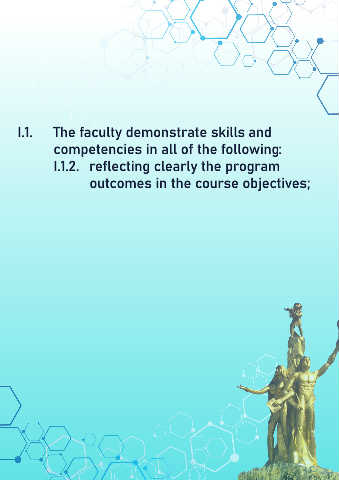 I.1. The faculty demonstrate skills and
competencies in all of the following:
I.1.2. reflecting clearly the program
outcomes in the course objectives;